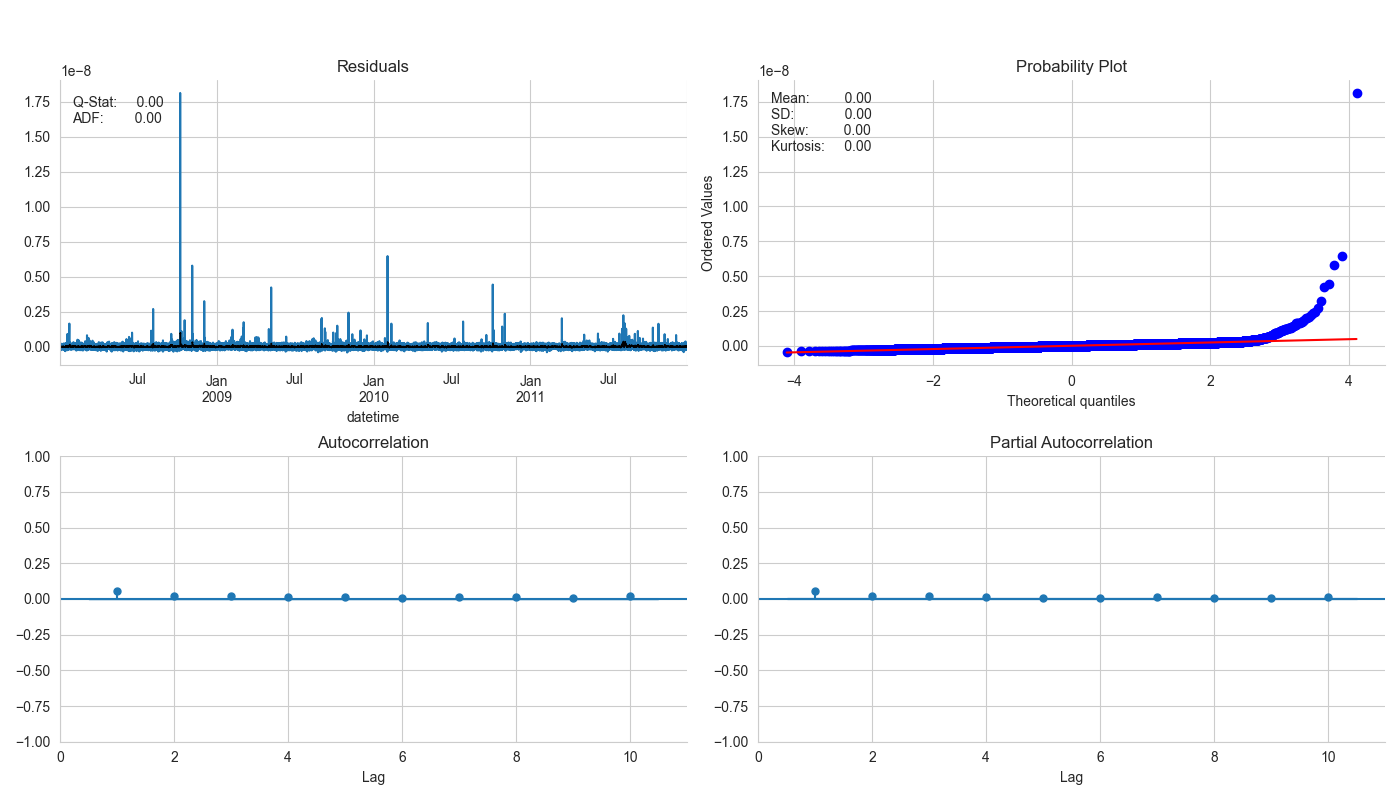 Residuals
1e−8
Q-Stat: 0.00
ADF: 0.00
1.75
1.50
1.25
1.00
0.75
0.50
0.25
0.00
Jul
Jan
2009
Jul
Jan
2010
Jul
Jan
2011
Jul
datetime
Probability Plot
1e−8
Mean: 0.00
SD: 0.00
Skew: 0.00
Kurtosis: 0.00
Ordered Values
1.75
1.50
1.25
1.00
0.75
0.50
0.25
0.00
−4 −2 0 2 4
Theoretical quantiles
Autocorrelation
1.00
0.75
0.50
0.25
0.00
−0.25
−0.50
−0.75
−1.00
0 2 4 6 8 10
Lag
Partial Autocorrelation
1.00
0.75
0.50
0.25
0.00
−0.25
−0.50
−0.75
−1.00
0 2 4 6 8 10
Lag